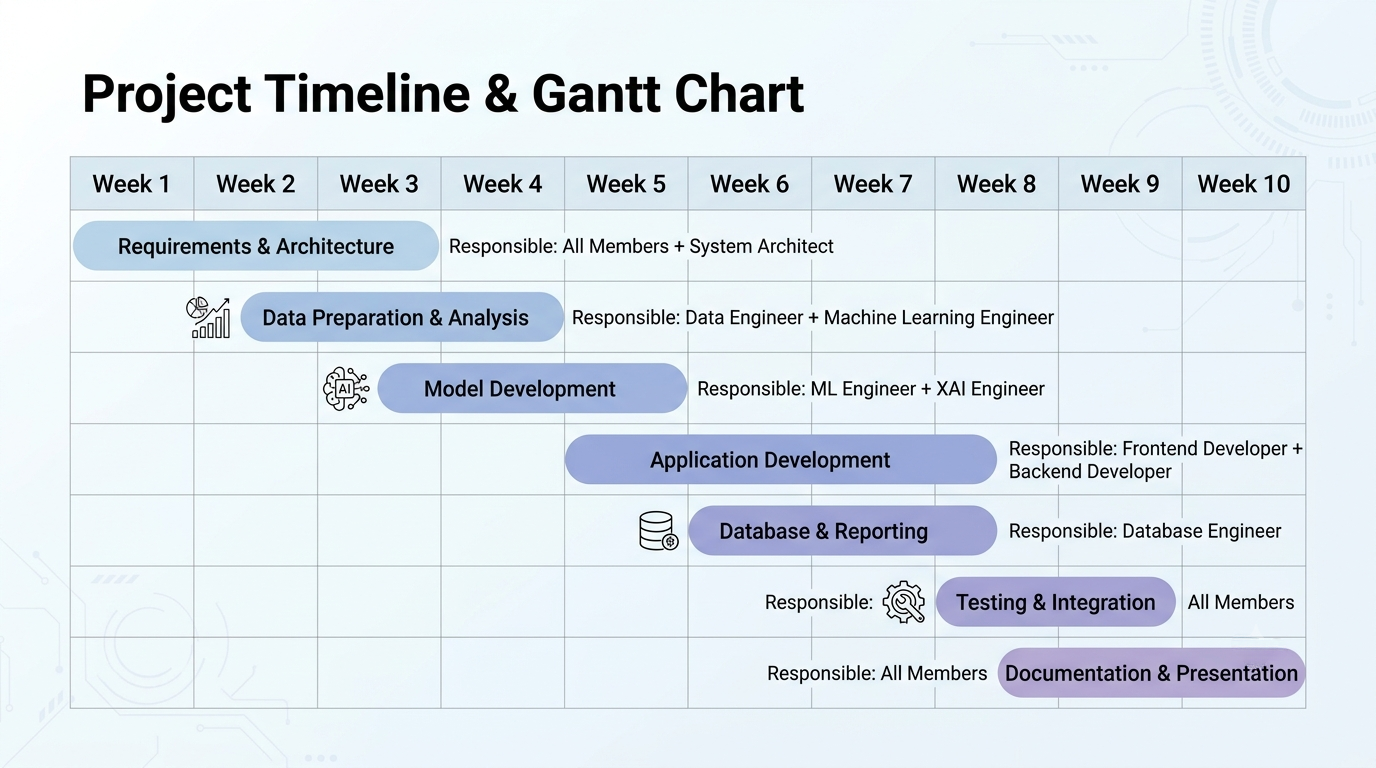 Project Timeline & Gantt Chart
Week 1 Week 2 Week 3 Week 4 Week 5 Week 6 Week 7 Week 8 Week 9 Week 10
Requirements & Architecture Responsible: All Members + System Architect
Data Preparation & Analysis Responsible: Data Engineer + Machine Learning Engineer
AI Model Development Responsible: ML Engineer + XAI Engineer
Application Development Responsible: Frontend Developer +
Backend Developer
Database & Reporting Responsible: Database Engineer
Responsible: Testing & Integration All Members
Responsible: All Members Documentation & Presentation